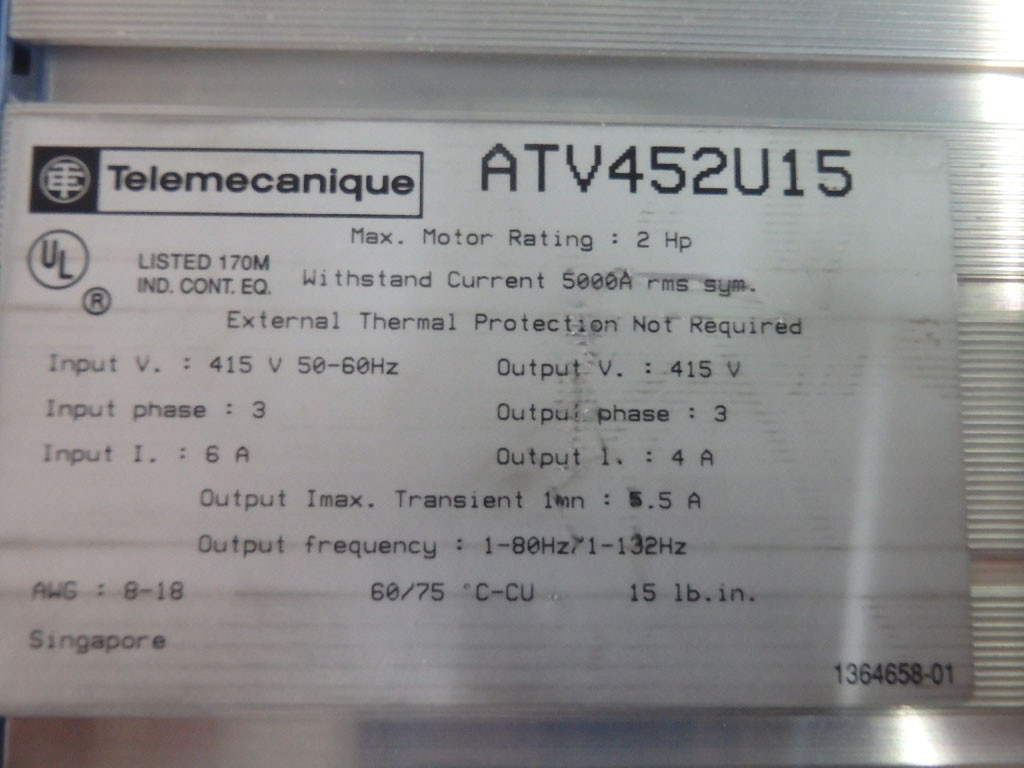 Telemecanique
ATV452U15
Max. Motor Rating : 2 Hp
UL
®
LISTED 170M
IND. CONT. EQ.
Withstand Current 5000A rms sym.
External Thermal Protection Not Required
Input V. : 415 V 50-60Hz
Output V. : 415 V
Input phase : 3
Output phase : 3
Input I. : 6 A
Output I. : 4 A
Output Imax. Transient 1mn : 5.5 A
Output frequency : 1-80Hz/1-132Hz
AWG : 8-18
60/75 °C-CU
15 lb.in.
Singapore
1364658-01